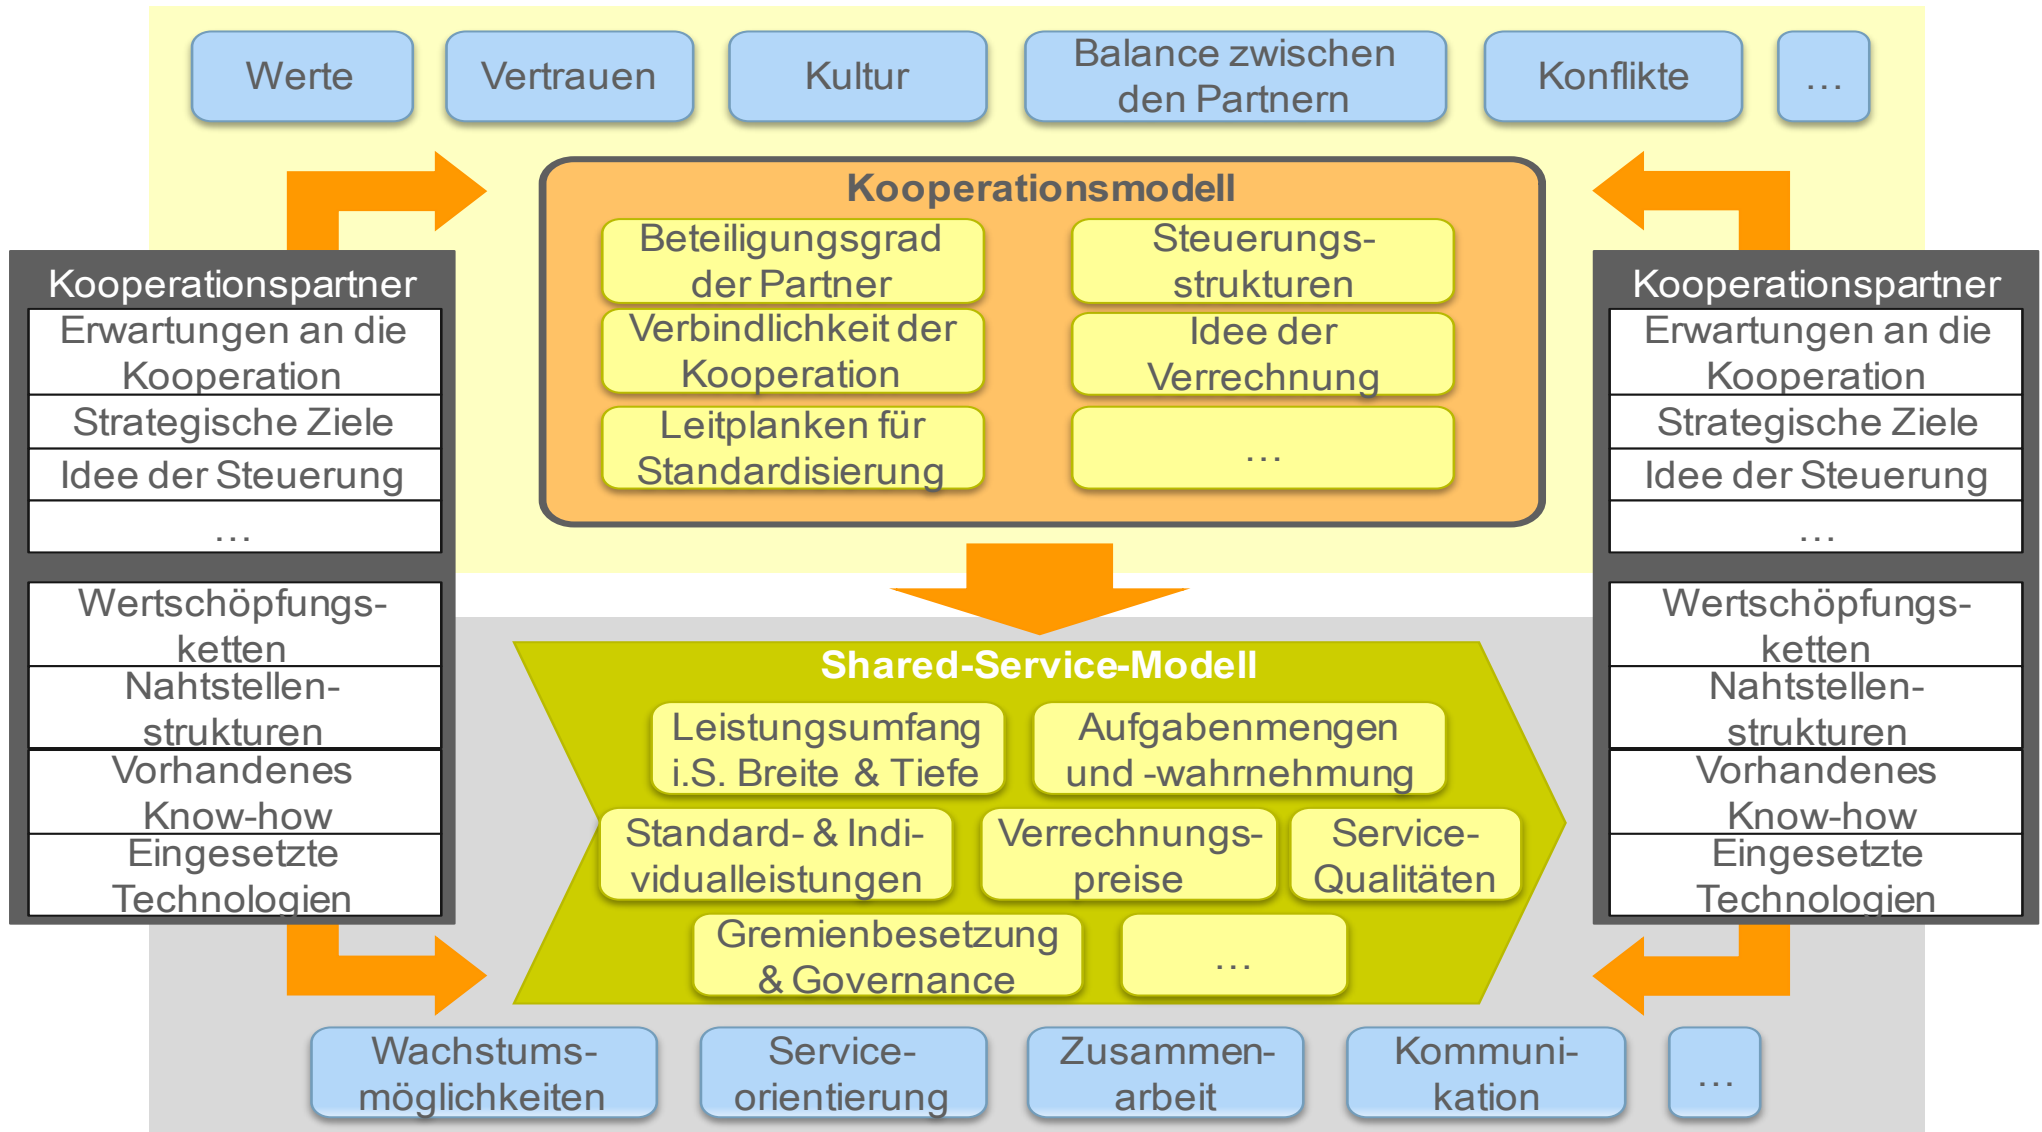 Werte
Vertrauen
Kultur
Balance zwischen
den Partnern
Konflikte
…
Kooperationspartner
Erwartungen an die
Kooperation
Strategische Ziele
Idee der Steuerung
…
Wertschöpfungs-
ketten
Nahtstellen-
strukturen
Vorhandenes
Know-how
Eingesetzte
Technologien
Kooperationsmodell
Beteiligungsgrad
der Partner
Steuerungs-
strukturen
Verbindlichkeit der
Kooperation
Idee der
Verrechnung
Leitplanken für
Standardisierung
…
Shared-Service-Modell
Leistungsumfang
i.S. Breite & Tiefe
Aufgabenmengen
und -wahrnehmung
Standard- & Indi-
vidualleistungen
Verrechnungs-
preise
Service-
Qualitäten
Gremienbesetzung
& Governance
…
Kooperationspartner
Erwartungen an die
Kooperation
Strategische Ziele
Idee der Steuerung
…
Wertschöpfungs-
ketten
Nahtstellen-
strukturen
Vorhandenes
Know-how
Eingesetzte
Technologien
Wachstums-
möglichkeiten
Service-
orientierung
Zusammen-
arbeit
Kommuni-
kation
…